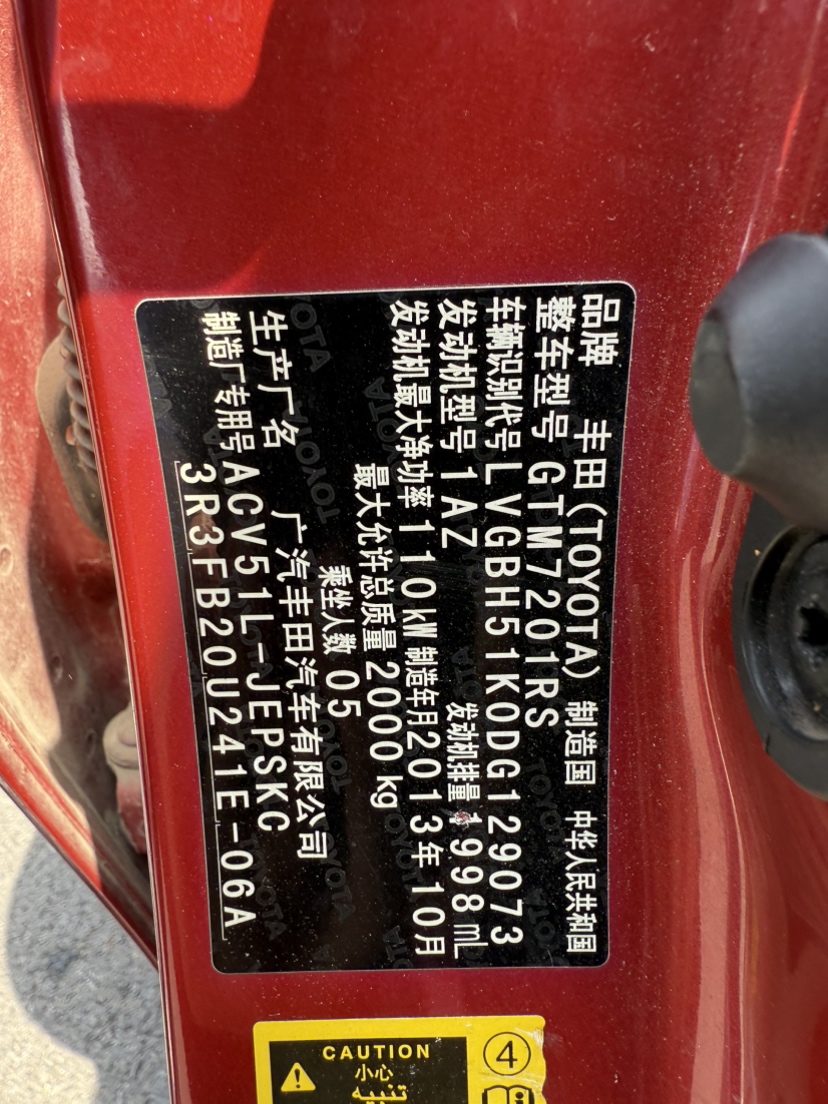 品牌 丰田(TOYOTA) 制造国 中华人民共和国
整车型号 GTM7201RS
车辆识别代号 LVGBH51K0DG129073
发动机型号 1AZ 发动机排量 1998 mL
发动机最大净功率 110kW 制造年月 2013年10月
最大允许总质量 2000 kg
乘坐人数 05
生产厂名 广汽丰田汽车有限公司
制造厂专用号 ACV51L-JEPSKC
3R3FB20U241E-06A
CAUTION
小心
تنبيه
4